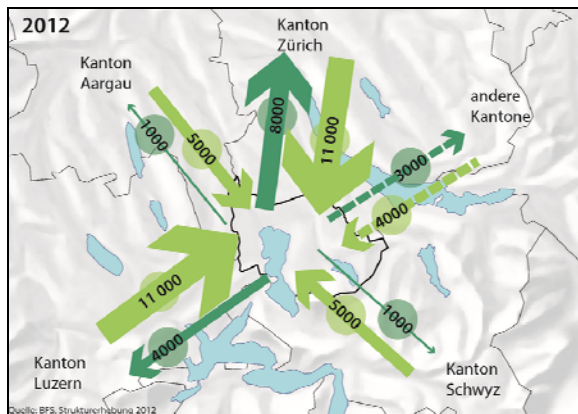 2012
Kanton
Zürich
Kanton
Aargau
andere
Kantone
1000
5000
8000
11 000
3000
4000
11 000
4000
5000
1000
Kanton
Luzern
Kanton
Schwyz
Quelle: BFS, Strukturerhebung 2012